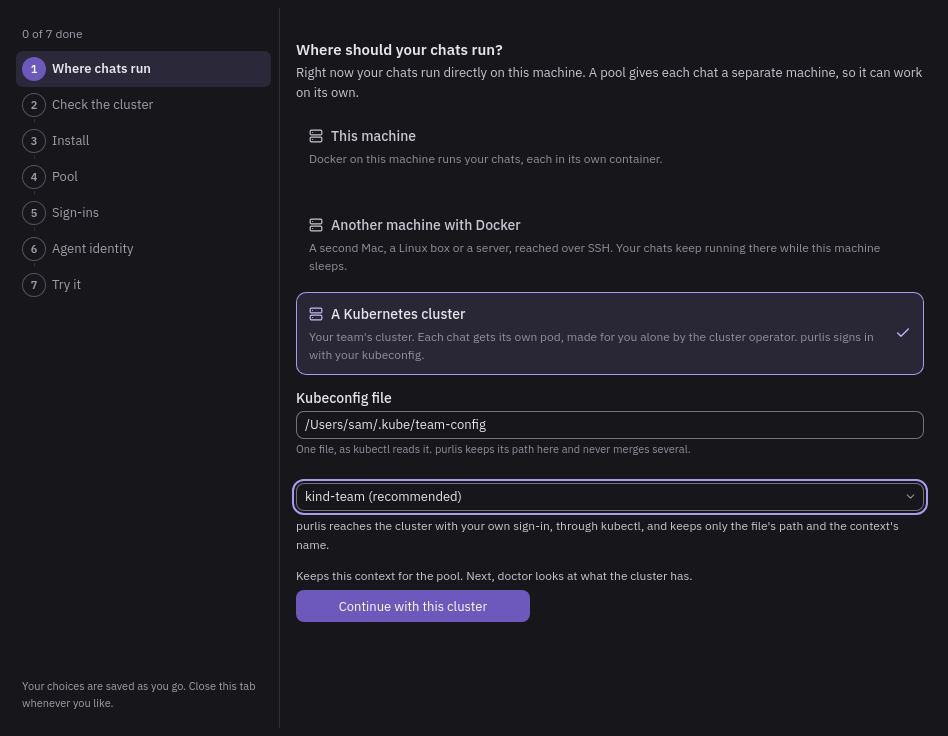 0 of 7 done
1 Where chats run
2 Check the cluster
3 Install
4 Pool
5 Sign-ins
6 Agent identity
7 Try it
Your choices are saved as you go. Close this tab
whenever you like.
Where should your chats run?
Right now your chats run directly on this machine. A pool gives each chat a separate machine, so it can work
on its own.
This machine
Docker on this machine runs your chats, each in its own container.
Another machine with Docker
A second Mac, a Linux box or a server, reached over SSH. Your chats keep running there while this machine
sleeps.
A Kubernetes cluster
Your team's cluster. Each chat gets its own pod, made for you alone by the cluster operator. purlis signs in
with your kubeconfig.
Kubeconfig file
/Users/sam/.kube/team-config
One file, as kubectl reads it. purlis keeps its path here and never merges several.
kind-team (recommended)
purlis reaches the cluster with your own sign-in, through kubectl, and keeps only the file's path and the context's
name.
Keeps this context for the pool. Next, doctor looks at what the cluster has.
Continue with this cluster